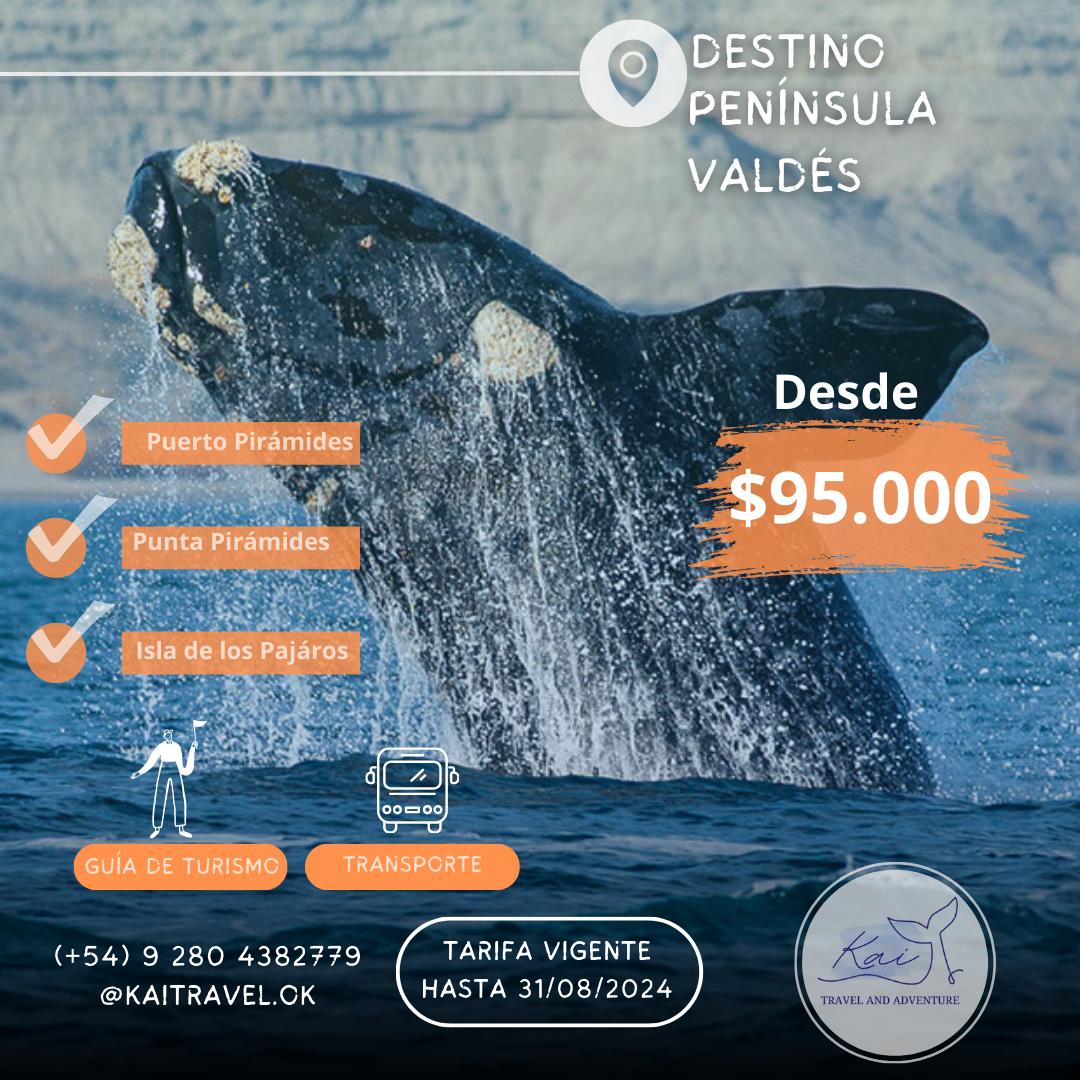 DESTINO
PENÍNSULA
VALDÉS
Desde
$95.000
Puerto Pirámides
Punta Pirámides
Isla de los Pajáros
GUÍA DE TURISMO
TRANSPORTE
(+54) 9 280 4382779
@KAITRAVEL.OK
TARIFA VIGENTE
HASTA 31/08/2024
Kai
TRAVEL AND ADVENTURE